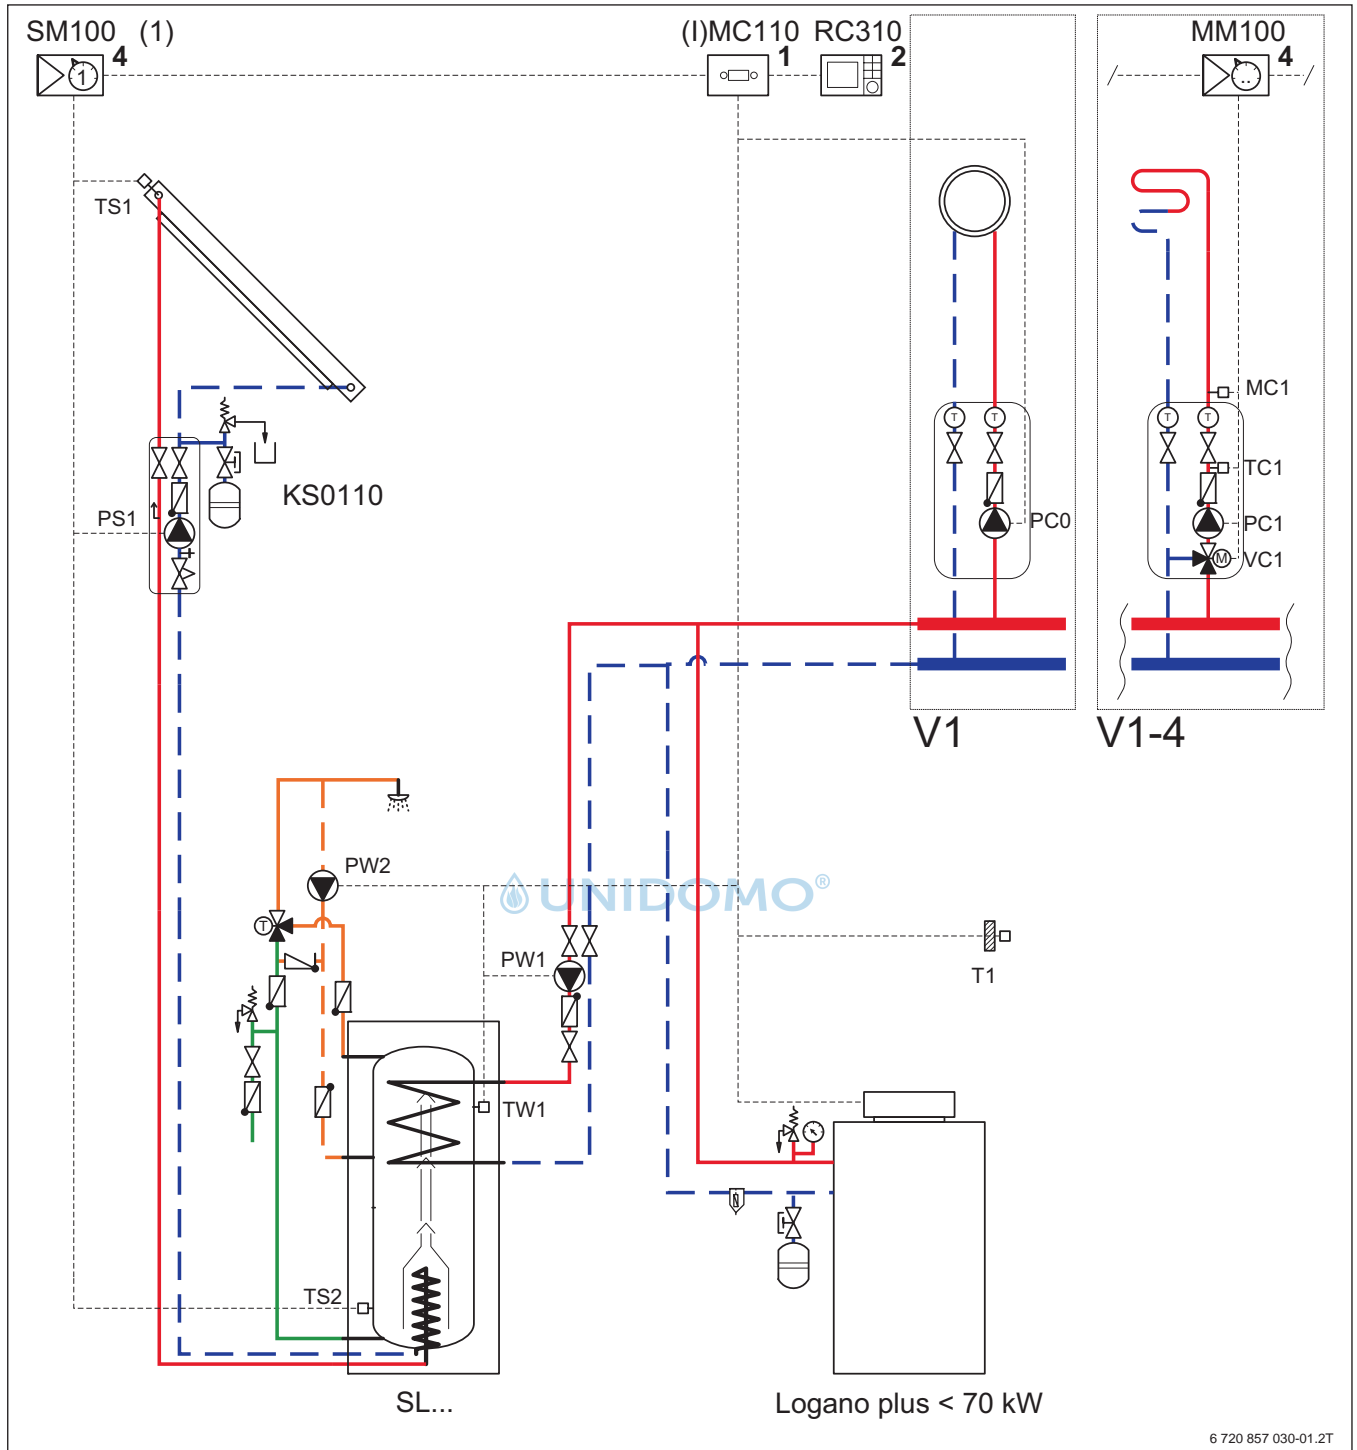 SM100 (1)
4
(I)MC110
1
RC310
2
MM100
4
1
..
TS1
T
T
T
T
MC1
TC1
KS0110
PS1
PC0
PC1
M
VC1
V1
V1-4
PW2
UNIDOMO®
T
PW1
T1
TW1
TS2
SL...
Logano plus < 70 kW
6 720 857 030-01.2T